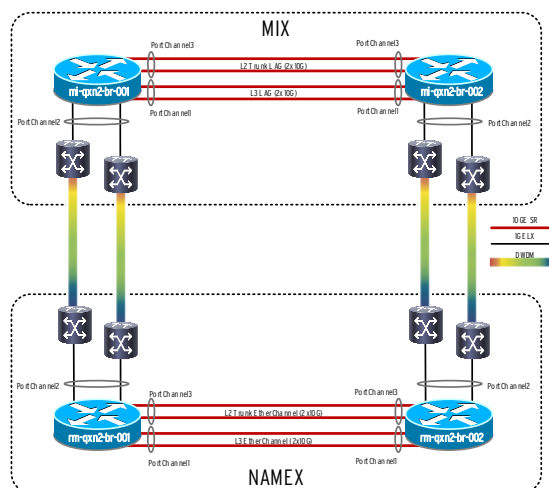 MIX
PortChannel3
PortChannel3
L2 Trunk LAG (2x10G)
mi-qxn2-br-001
mi-qxn2-br-002
L3 LAG (2x10G)
PortChannel1
PortChannel1
PortChannel2
PortChannel2
10GE SR
1GE LX
DWDM
PortChannel2
PortChannel2
PortChannel3
PortChannel3
L2 Trunk EtherChannel (2x10G)
rm-qxn2-br-001
rm-qxn2-br-002
L3 EtherChannel (2x10G)
PortChannel1
PortChannel1
NAMEX